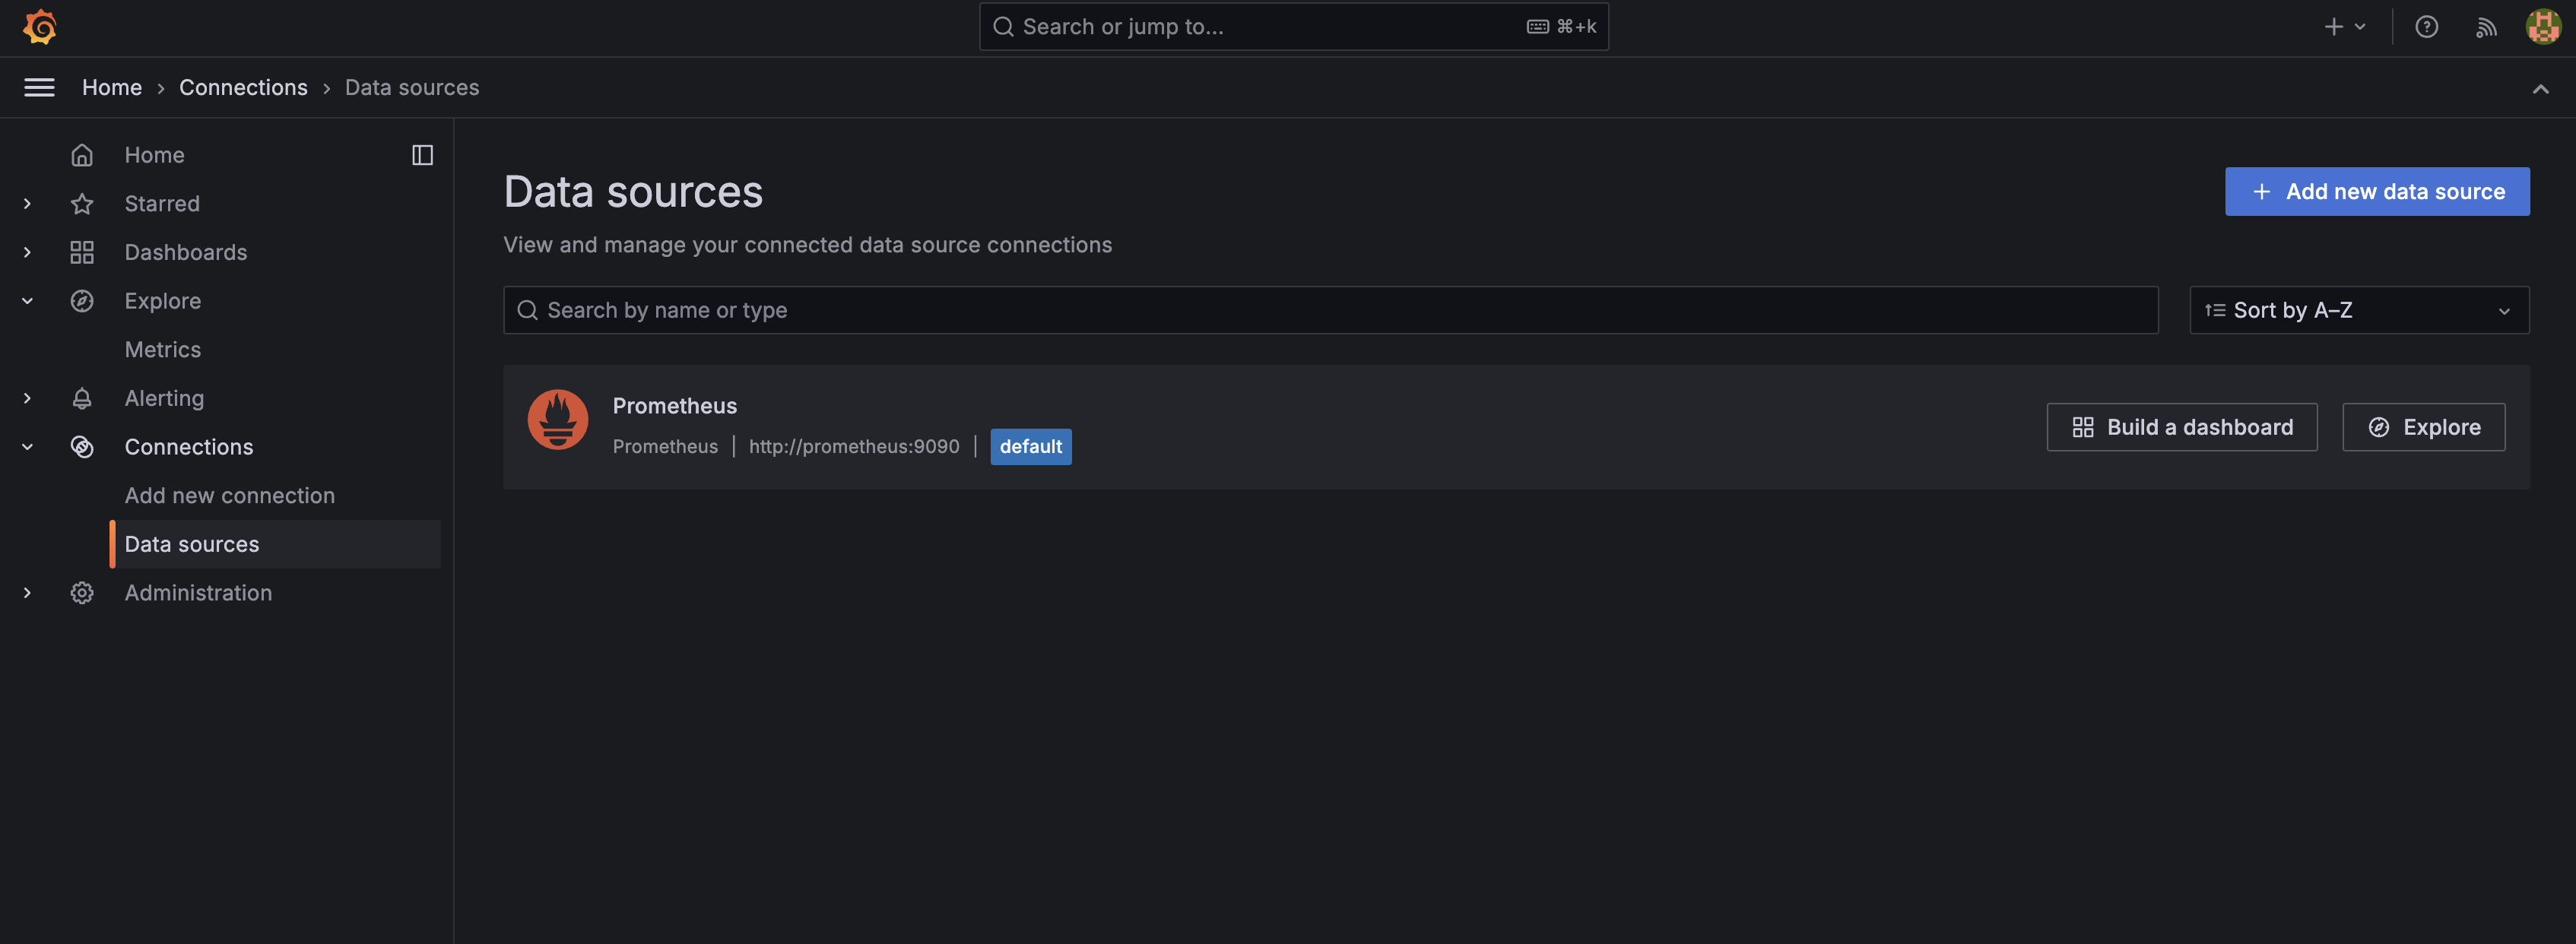 Search or jump to...
⌘+k
Home › Connections › Data sources
Home
Starred
Dashboards
Explore
Metrics
Alerting
Connections
Add new connection
Data sources
Administration
Data sources
Add new data source
View and manage your connected data source connections
Search by name or type
Sort by A–Z
Prometheus
Prometheus | http://prometheus:9090 | default
Build a dashboard
Explore